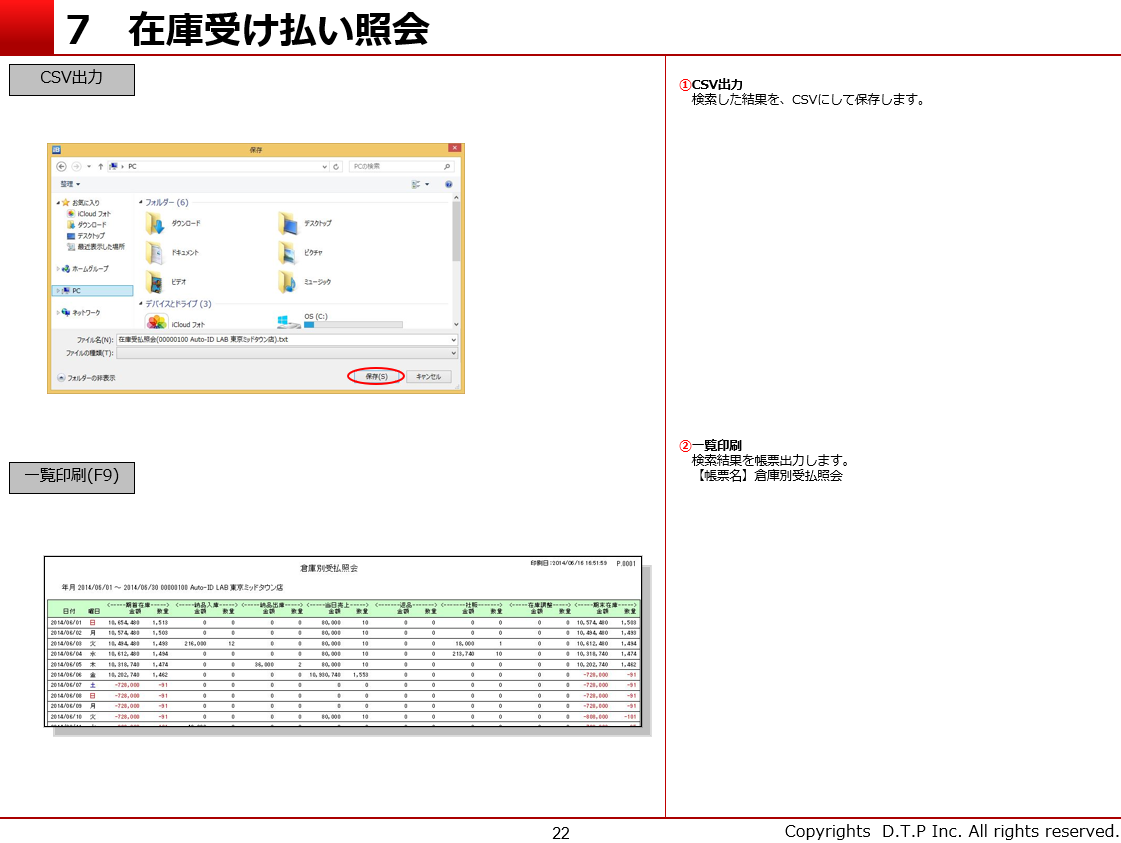 7　在庫受け払い照会
CSV出力
①CSV出力
検索した結果を、CSVにして保存します。
保存
PC
PCの検索
整理
お気に入り
iCloud フォト
ダウンロード
デスクトップ
最近表示した場所
ホームグループ
PC
ネットワーク
フォルダー (6)
ダウンロード
デスクトップ
ドキュメント
ピクチャ
ビデオ
ミュージック
デバイスとドライブ (3)
iCloud フォト
OS (C:)
ファイル名(N): 在庫受払照会(00000100 Auto-ID LAB 東京ミッドタウン店).txt
ファイルの種類(T):
フォルダーの非表示
保存(S)
キャンセル
一覧印刷(F9)
②一覧印刷
検索結果を帳票出力します。
【帳票名】倉庫別受払照会
倉庫別受払照会
印刷日:2014/06/16 16:51:59 P.0001
年月 2014/06/01 ～ 2014/06/30 00000100 Auto-ID LAB 東京ミッドタウン店
<-----期首在庫-----> <-----納品入庫-----> <-----納品出庫-----> <-----当日売上-----> <-----返品-----> <-----社販-----> <-----在庫調整-----> <-----期末在庫----->
日付 曜日 金額 数量 金額 数量 金額 数量 金額 数量 金額 数量 金額 数量 金額 数量 金額 数量
2014/06/01 日 10,654,480 1,513 0 0 0 0 80,000 10 0 0 0 0 0 0 10,574,480 1,503
2014/06/02 月 10,574,480 1,503 0 0 0 0 80,000 10 0 0 0 0 0 0 10,494,480 1,493
2014/06/03 火 10,494,480 1,493 216,000 12 0 0 80,000 10 0 0 18,000 1 0 0 10,612,480 1,494
2014/06/04 水 10,612,480 1,494 0 0 0 0 80,000 10 0 0 213,740 10 0 0 10,318,740 1,474
2014/06/05 木 10,318,740 1,474 0 0 36,000 2 80,000 10 0 0 0 0 0 0 10,202,740 1,462
2014/06/06 金 10,202,740 1,462 0 0 0 0 10,930,740 1,553 0 0 0 0 0 0 -728,000 -91
2014/06/07 土 -728,000 -91 0 0 0 0 0 0 0 0 0 0 0 0 -728,000 -91
2014/06/08 日 -728,000 -91 0 0 0 0 0 0 0 0 0 0 0 0 -728,000 -91
2014/06/09 月 -728,000 -91 0 0 0 0 0 0 0 0 0 0 0 0 -728,000 -91
2014/06/10 火 -728,000 -91 0 0 0 0 80,000 10 0 0 0 0 0 0 -808,000 -101
22
Copyrights D.T.P Inc. All rights reserved.